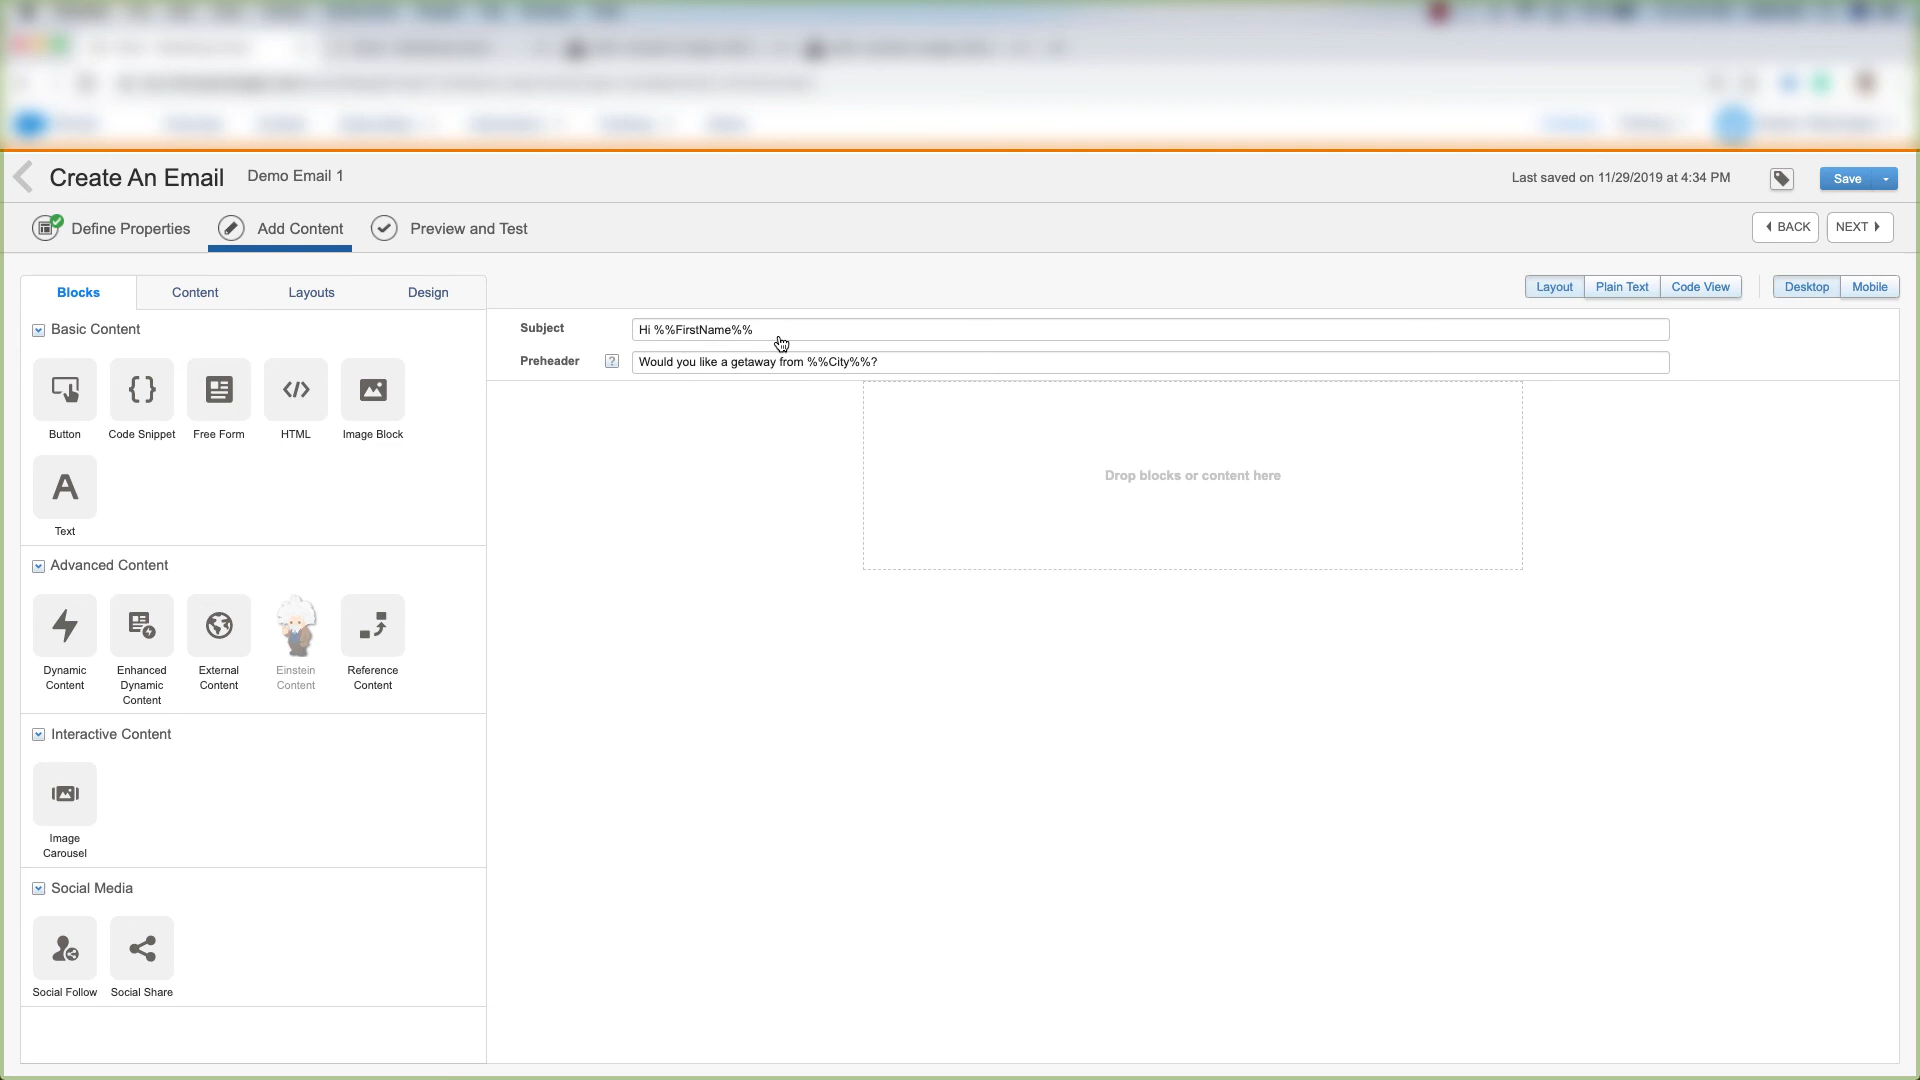 Create An Email
Demo Email 1
Last saved on 11/29/2019 at 4:34 PM
Save
Define Properties
Add Content
Preview and Test
BACK
NEXT
Blocks
Content
Layouts
Design
Layout
Plain Text
Code View
Desktop
Mobile
Basic Content
Subject
Hi %%FirstName%%
Preheader
?
Would you like a getaway from %%City%%?
Button
Code Snippet
Free Form
HTML
Image Block
Drop blocks or content here
A
Text
Advanced Content
Dynamic
Content
Enhanced
Dynamic
Content
External
Content
Einstein
Content
Reference
Content
Interactive Content
Image
Carousel
Social Media
Social Follow
Social Share